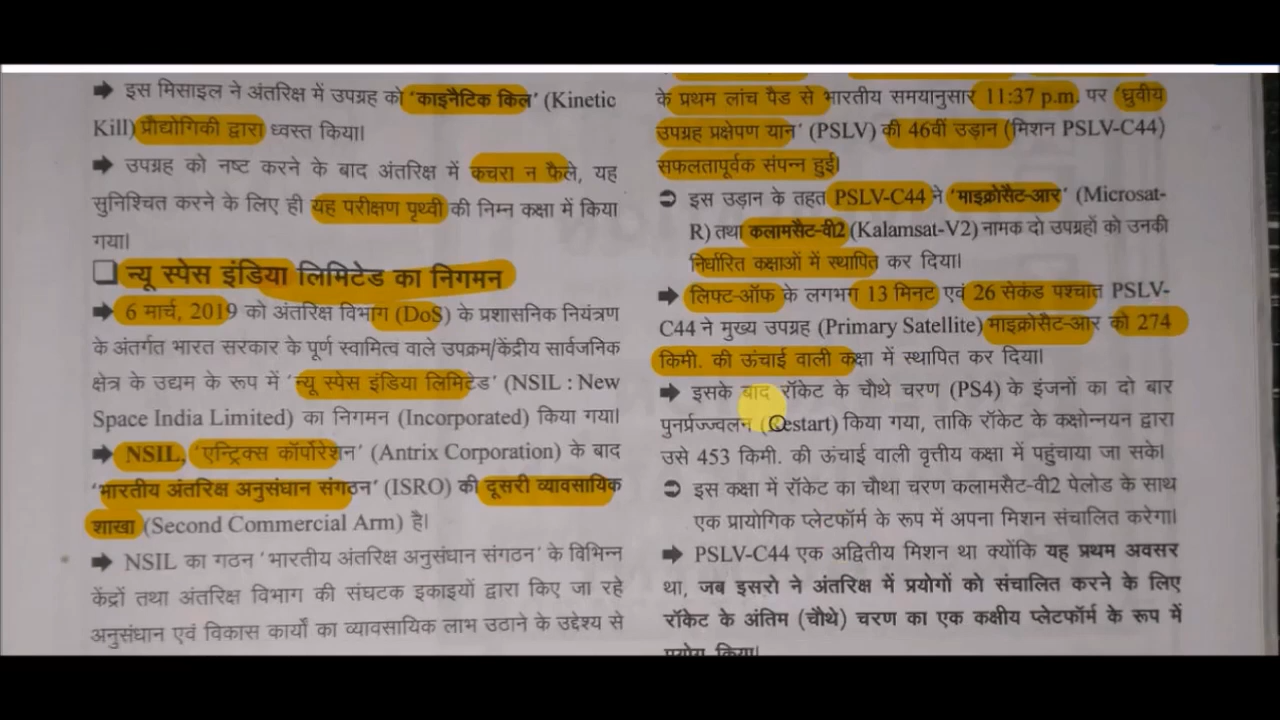 ➡ इस मिसाइल ने अंतरिक्ष में उपग्रह को 'काइनैटिक किल' (Kinetic
Kill) प्रौद्योगिकी द्वारा ध्वस्त किया।
➡ उपग्रह को नष्ट करने के बाद अंतरिक्ष में कचरा न फैले, यह
सुनिश्चित करने के लिए ही यह परीक्षण पृथ्वी की निम्न कक्षा में किया
गया।
❑ न्यू स्पेस इंडिया लिमिटेड का निगमन
➡ 6 मार्च, 2019 को अंतरिक्ष विभाग (DoS) के प्रशासनिक नियंत्रण
के अंतर्गत भारत सरकार के पूर्ण स्वामित्व वाले उपक्रम/केंद्रीय सार्वजनिक
क्षेत्र के उद्यम के रूप में 'न्यू स्पेस इंडिया लिमिटेड' (NSIL : New
Space India Limited) का निगमन (Incorporated) किया गया।
➡ NSIL, 'एन्ट्रिक्स कॉर्पोरेशन' (Antrix Corporation) के बाद
'भारतीय अंतरिक्ष अनुसंधान संगठन' (ISRO) की दूसरी व्यावसायिक
शाखा (Second Commercial Arm) है।
➡ NSIL का गठन 'भारतीय अंतरिक्ष अनुसंधान संगठन' के विभिन्न
केंद्रों तथा अंतरिक्ष विभाग की संघटक इकाइयों द्वारा किए जा रहे
अनुसंधान एवं विकास कार्यों का व्यावसायिक लाभ उठाने के उद्देश्य से
के प्रथम लांच पैड से भारतीय समयानुसार 11:37 p.m. पर 'ध्रुवीय
उपग्रह प्रक्षेपण यान' (PSLV) की 46वीं उड़ान (मिशन PSLV-C44)
सफलतापूर्वक संपन्न हुई।
➲ इस उड़ान के तहत PSLV-C44 ने 'माइक्रोसैट-आर' (Microsat-
R) तथा कलामसैट-वी2 (Kalamsat-V2) नामक दो उपग्रहों को उनकी
निर्धारित कक्षाओं में स्थापित कर दिया।
➡ लिफ्ट-ऑफ के लगभग 13 मिनट एवं 26 सेकंड पश्चात PSLV-
C44 ने मुख्य उपग्रह (Primary Satellite) माइक्रोसैट-आर को 274
किमी. की ऊंचाई वाली कक्षा में स्थापित कर दिया।
➡ इसके बाद रॉकेट के चौथे चरण (PS4) के इंजनों का दो बार
पुनर्प्रज्ज्वलन (Restart) किया गया, ताकि रॉकेट के कक्षोन्नयन द्वारा
उसे 453 किमी. की ऊंचाई वाली वृत्तीय कक्षा में पहुंचाया जा सके।
➲ इस कक्षा में रॉकेट का चौथा चरण कलामसैट-वी2 पेलोड के साथ
एक प्रायोगिक प्लेटफॉर्म के रूप में अपना मिशन संचालित करेगा।
➡ PSLV-C44 एक अद्वितीय मिशन था क्योंकि यह प्रथम अवसर
था, जब इसरो ने अंतरिक्ष में प्रयोगों को संचालित करने के लिए
रॉकेट के अंतिम (चौथे) चरण का एक कक्षीय प्लेटफॉर्म के रूप में
प्रयोग किया।